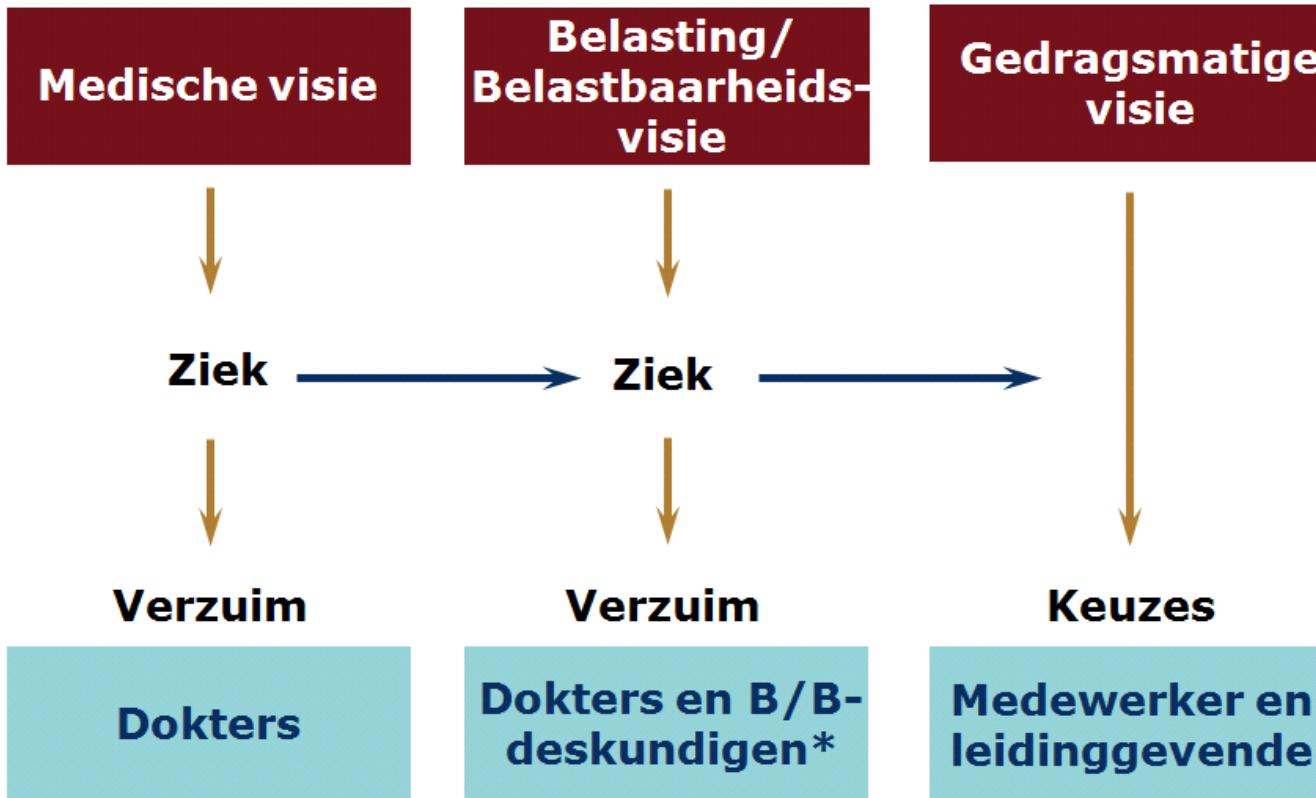 Medische visie
Belasting/
Belastbaarheids-
visie
Gedragsmatige
visie
Ziek
Ziek
Verzuim
Verzuim
Keuzes
Dokters
Dokters en B/B-
deskundigen*
Medewerker en
leidinggevende